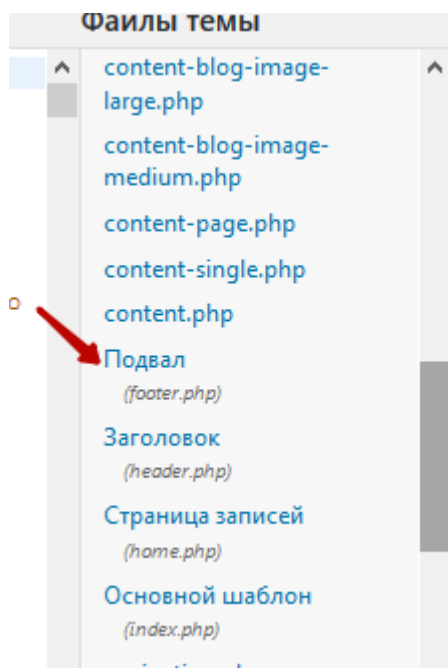 Файлы темы
content-blog-image-
large.php
content-blog-image-
medium.php
content-page.php
content-single.php
content.php
Подвал
(footer.php)
Заголовок
(header.php)
Страница записей
(home.php)
Основной шаблон
(index.php)